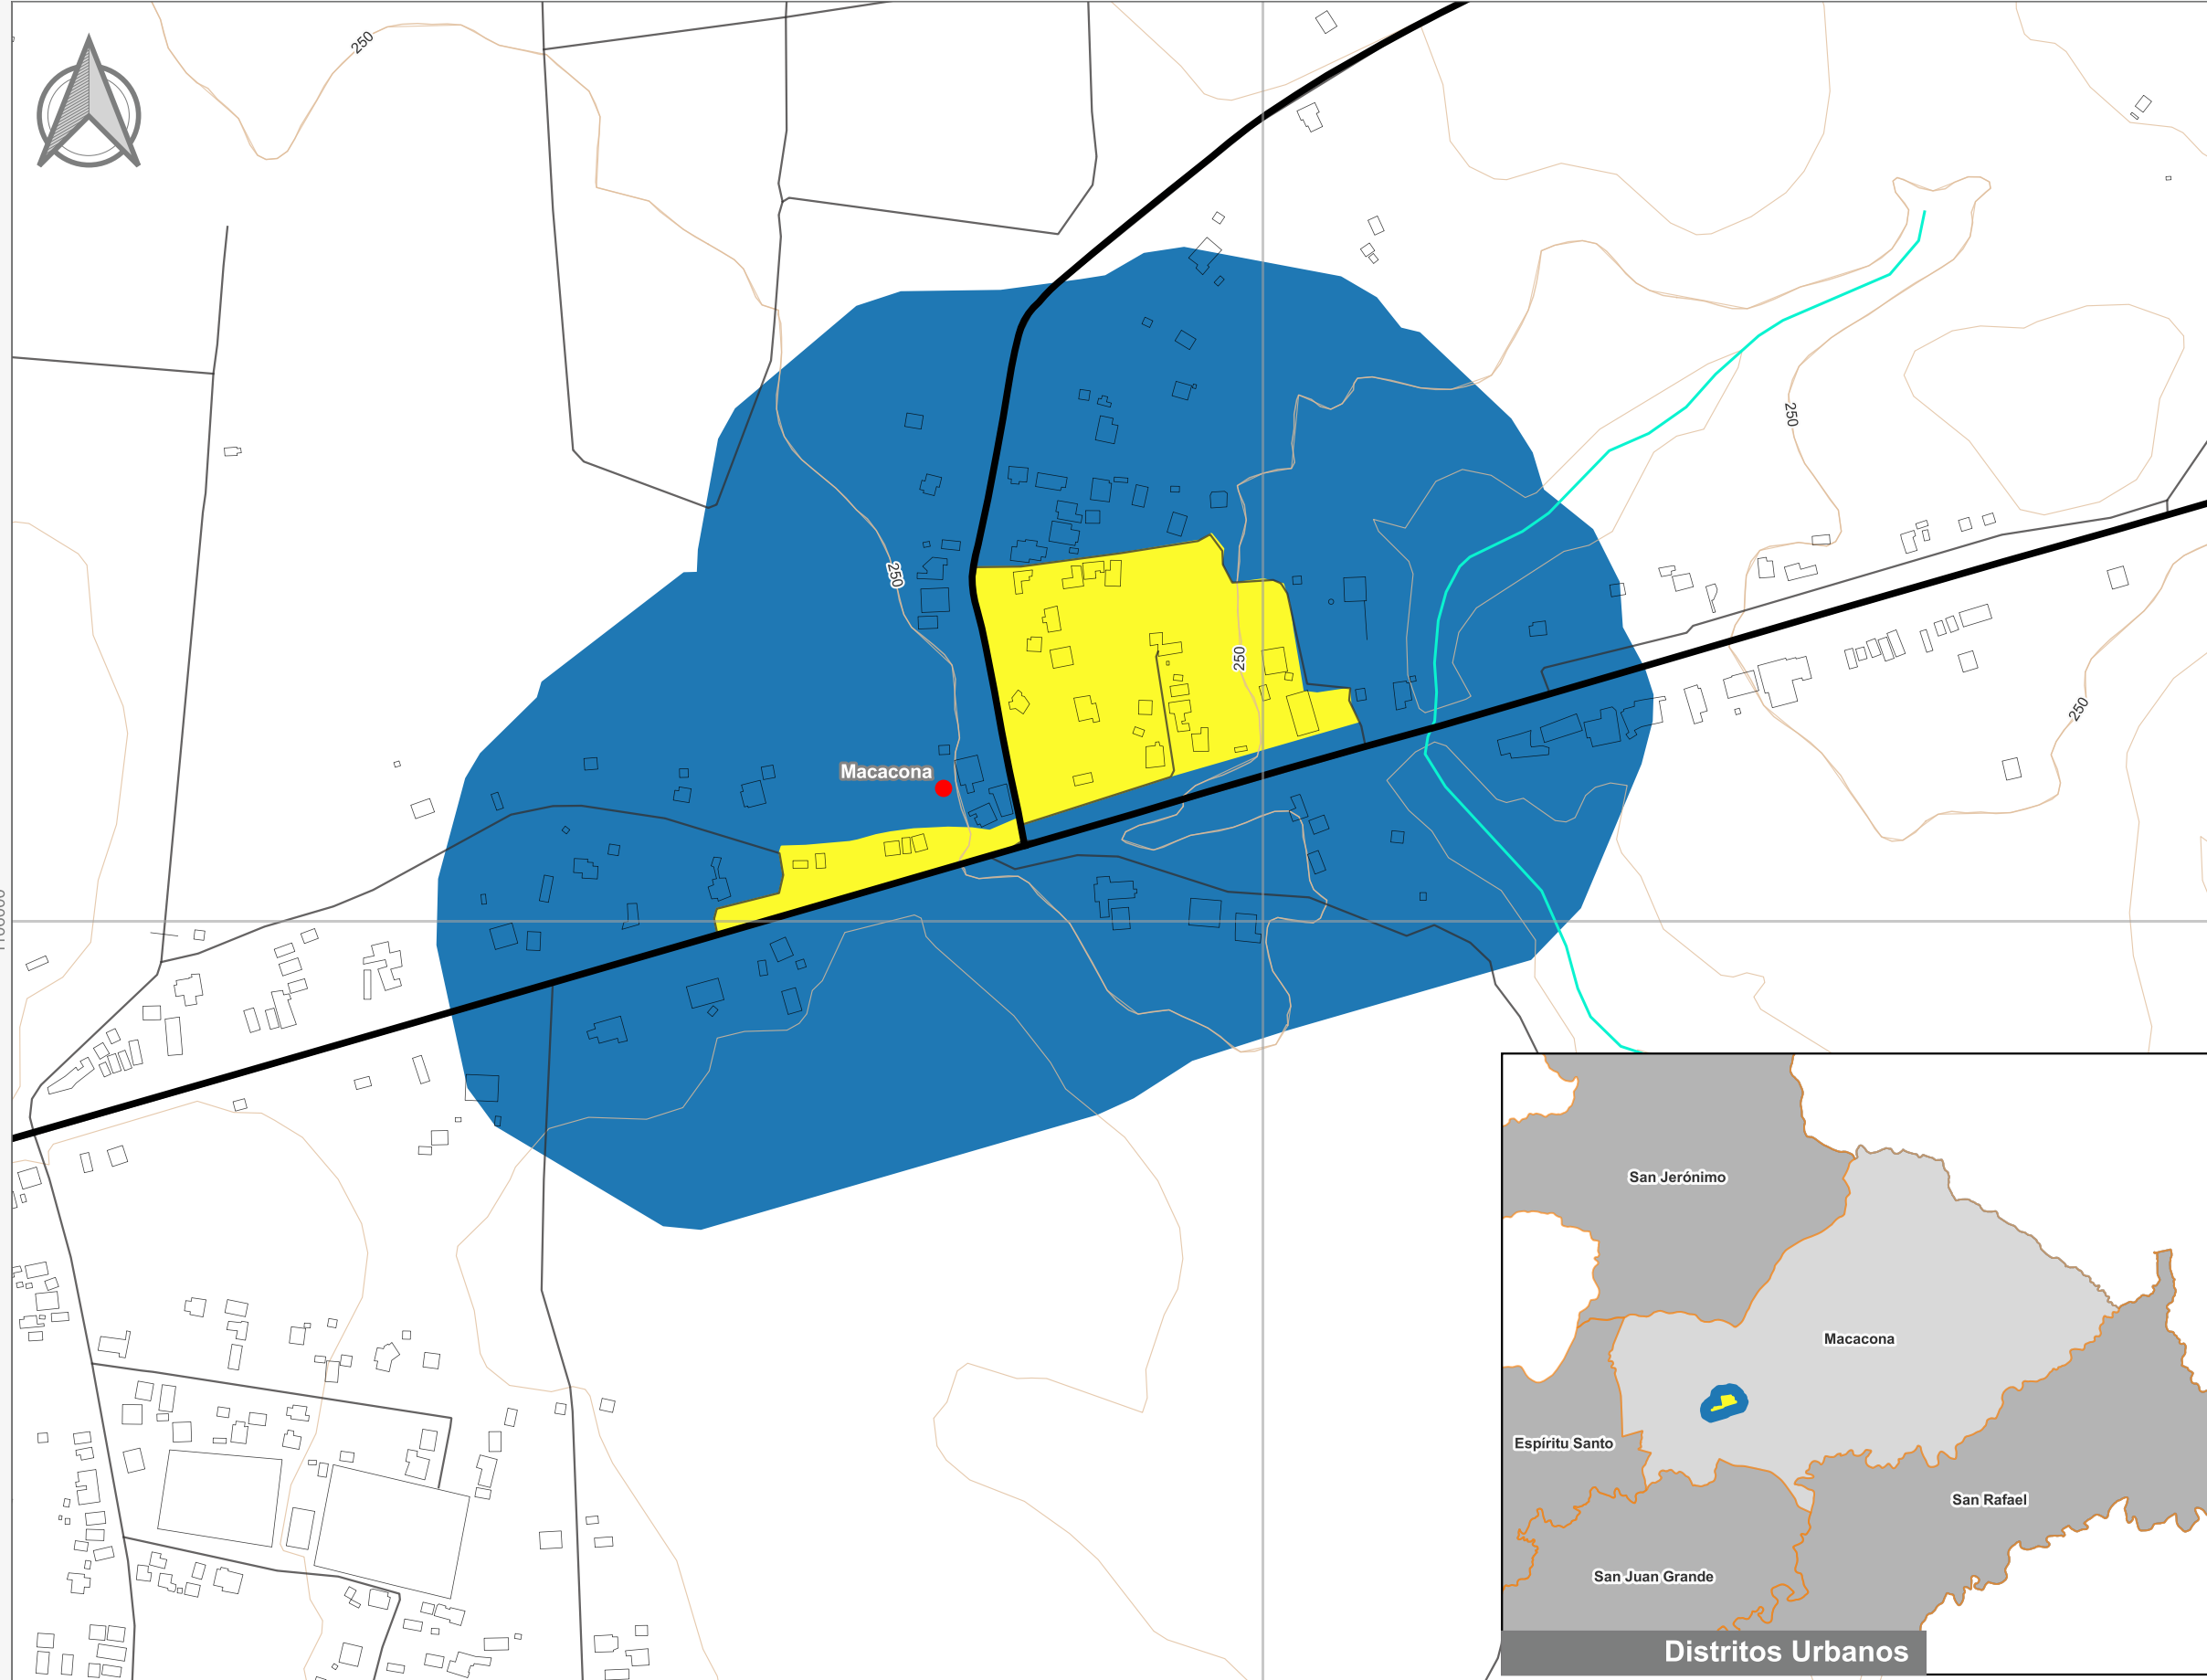 250
250
250
250
250
Macacona
San Jerónimo
Macacona
Espíritu Santo
San Rafael
San Juan Grande
Distritos Urbanos